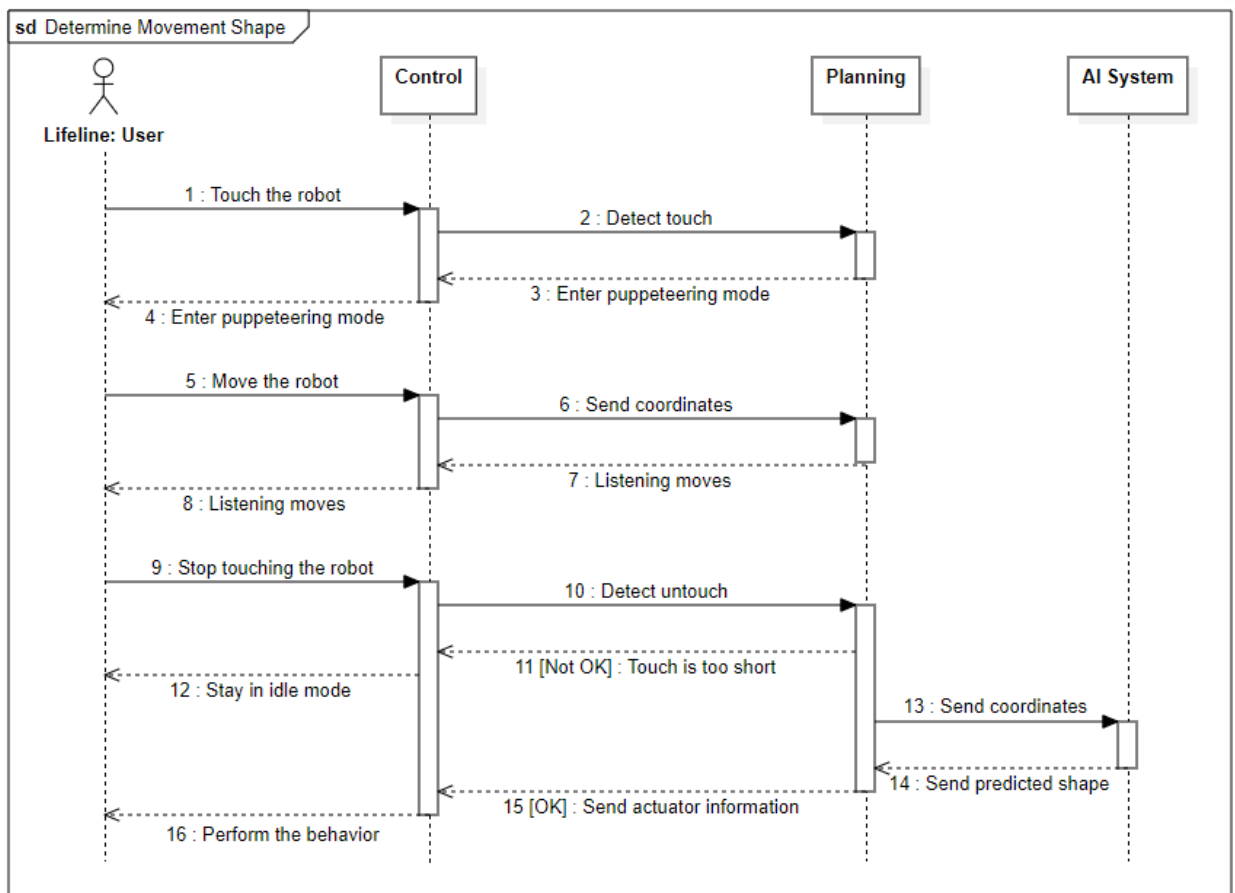 sd Determine Movement Shape
Control
Planning
AI System
Lifeline: User
1 : Touch the robot
2 : Detect touch
3 : Enter puppeteering mode
4 : Enter puppeteering mode
5 : Move the robot
6 : Send coordinates
7 : Listening moves
8 : Listening moves
9 : Stop touching the robot
10 : Detect untouch
11 [Not OK] : Touch is too short
12 : Stay in idle mode
13 : Send coordinates
14 : Send predicted shape
15 [OK] : Send actuator information
16 : Perform the behavior